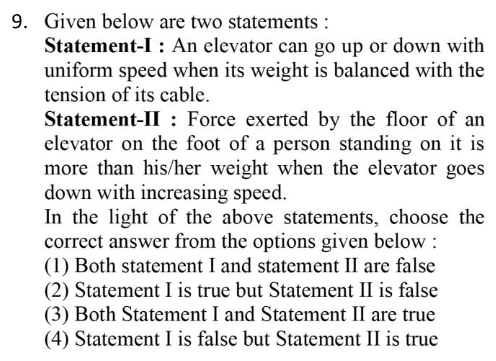 9. Given below are two statements :
Statement-I : An elevator can go up or down with
uniform speed when its weight is balanced with the
tension of its cable.
Statement-II : Force exerted by the floor of an
elevator on the foot of a person standing on it is
more than his/her weight when the elevator goes
down with increasing speed.
In the light of the above statements, choose the
correct answer from the options given below :
(1) Both statement I and statement II are false
(2) Statement I is true but Statement II is false
(3) Both Statement I and Statement II are true
(4) Statement I is false but Statement II is true